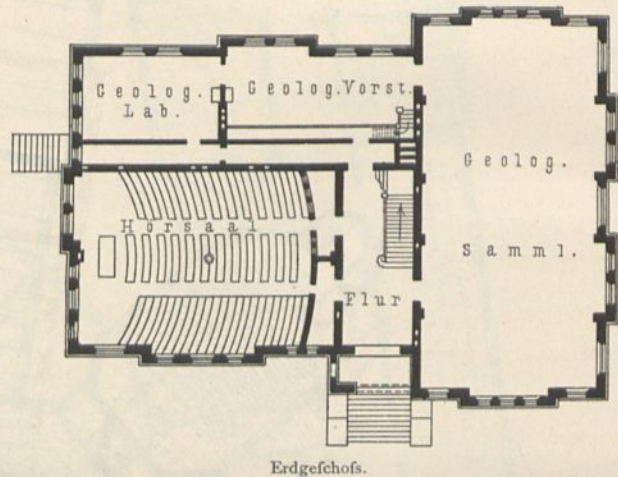 Geolog.
Lab.
Geolog. Vorst.
Geolog.
Samml.
Hörsaal
Flur
Erdgeſchoſs.